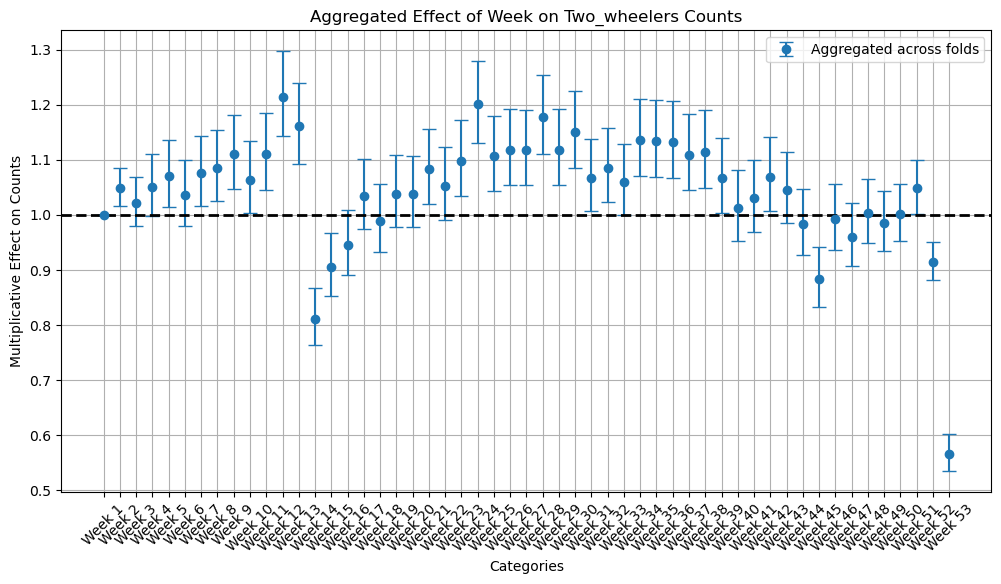 Aggregated Effect of Week on Two_wheelers Counts
Aggregated across folds
Multiplicative Effect on Counts
1.3
1.2
1.1
1.0
0.9
0.8
0.7
0.6
0.5
Week 1
Week 2
Week 3
Week 4
Week 5
Week 6
Week 7
Week 8
Week 9
Week 10
Week 11
Week 12
Week 13
Week 14
Week 15
Week 16
Week 17
Week 18
Week 19
Week 20
Week 21
Week 22
Week 23
Week 24
Week 25
Week 26
Week 27
Week 28
Week 29
Week 30
Week 31
Week 32
Week 33
Week 34
Week 35
Week 36
Week 37
Week 38
Week 39
Week 40
Week 41
Week 42
Week 43
Week 44
Week 45
Week 46
Week 47
Week 48
Week 49
Week 50
Week 51
Week 52
Week 53
Categories